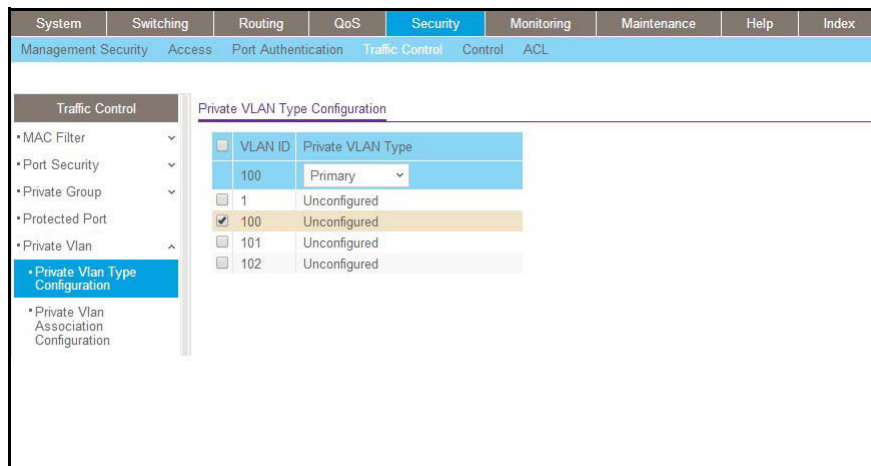 System Switching Routing QoS Security Monitoring Maintenance Help Index
Management Security Access Port Authentication Traffic Control Control ACL
Traffic Control
MAC Filter
Port Security
Private Group
Protected Port
Private Vlan
Private Vlan Type
Configuration
Private Vlan
Association
Configuration
Private VLAN Type Configuration
VLAN ID Private VLAN Type
100 Primary
1 Unconfigured
100 Unconfigured
101 Unconfigured
102 Unconfigured